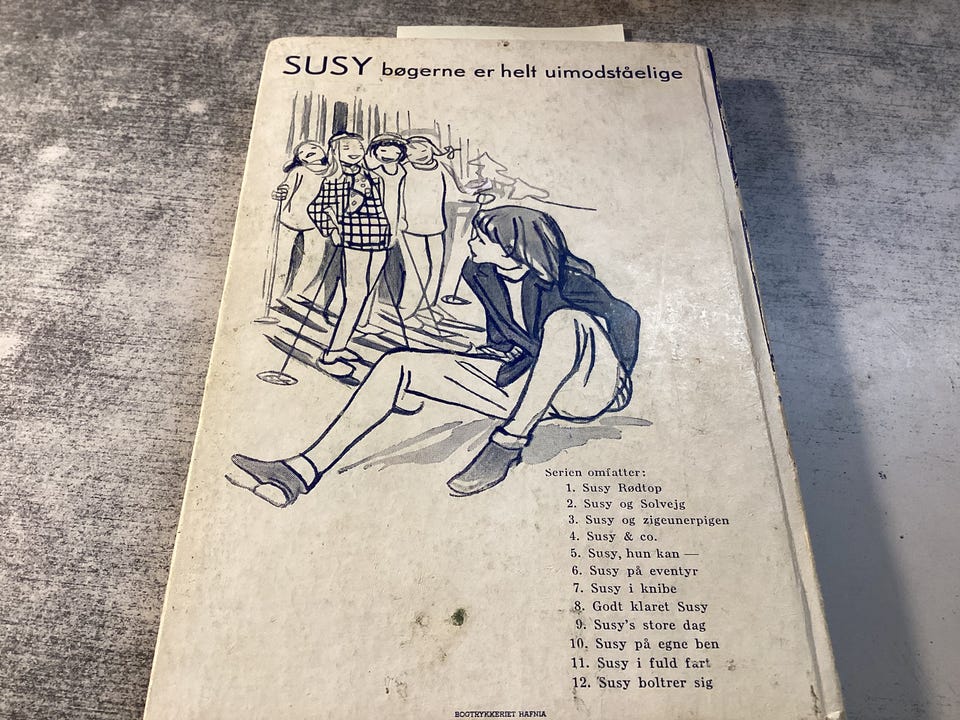 SUSY bøgerne er helt uimodståelige
Serien omfatter:
1. Susy Rødtop
2. Susy og Solvejg
3. Susy og zigeunerpigen
4. Susy & co.
5. Susy, hun kan —
6. Susy på eventyr
7. Susy i knibe
8. Godt klaret Susy
9. Susy's store dag
10. Susy på egne ben
11. Susy i fuld fart
12. Susy boltrer sig
BOGTRYKKERIET HAFNIA